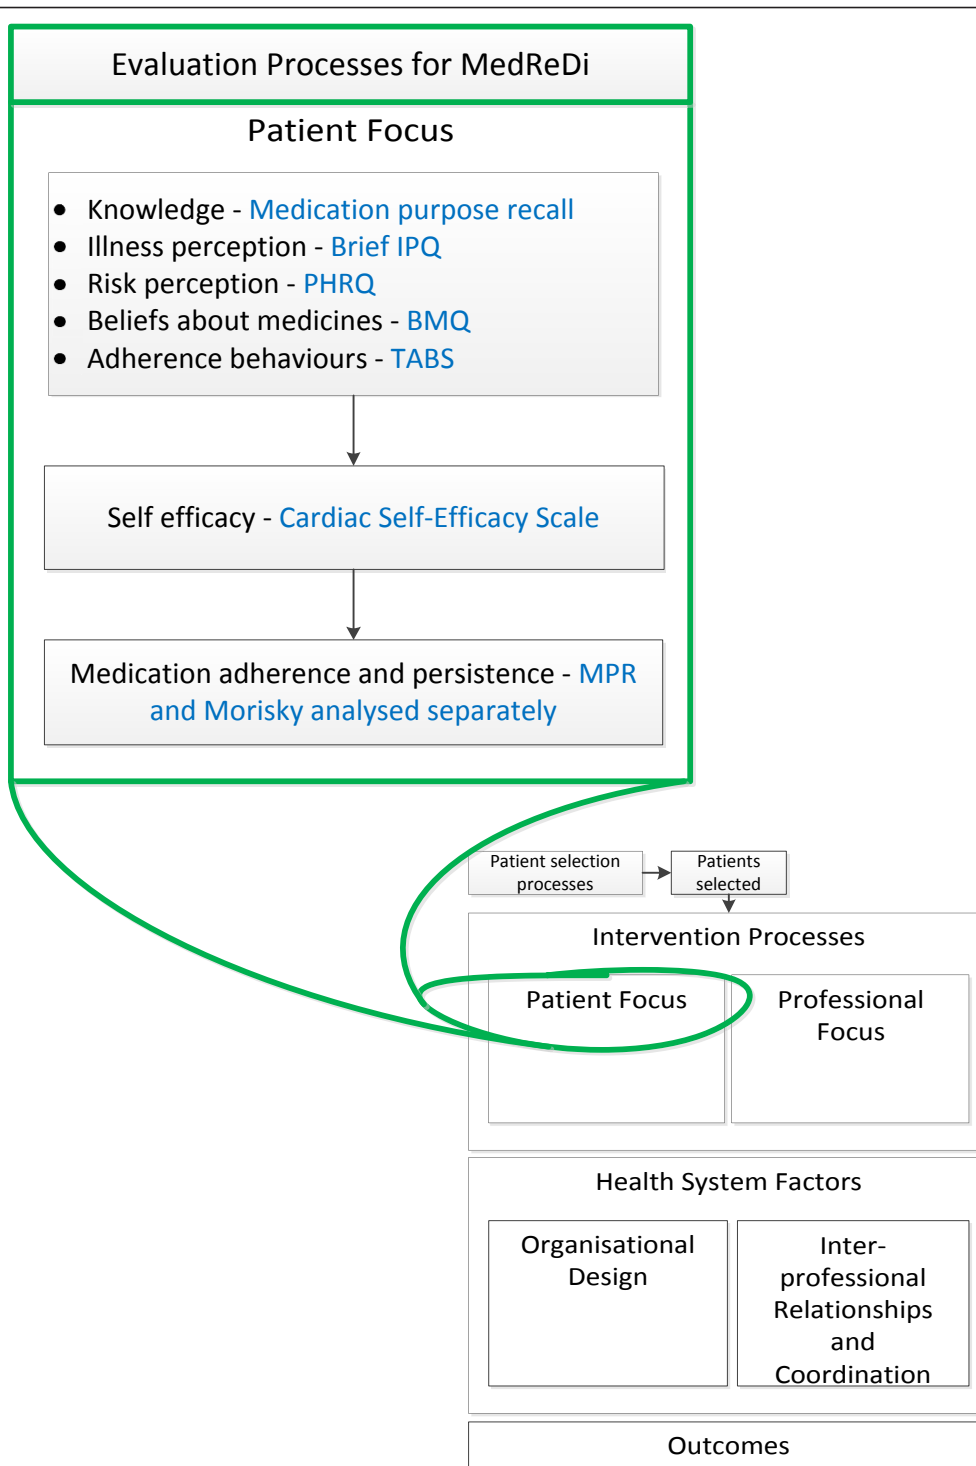 Evaluation Processes for MedReDi
Patient Focus
• Knowledge - Medication purpose recall
• Illness perception - Brief IPQ
• Risk perception - PHRQ
• Beliefs about medicines - BMQ
• Adherence behaviours - TABS
Self efficacy - Cardiac Self-Efficacy Scale
Medication adherence and persistence - MPR
and Morisky analysed separately
Patient selection
processes
Patients
selected
Intervention Processes
Patient Focus
Professional
Focus
Health System Factors
Organisational
Design
Inter-
professional
Relationships
and
Coordination
Outcomes